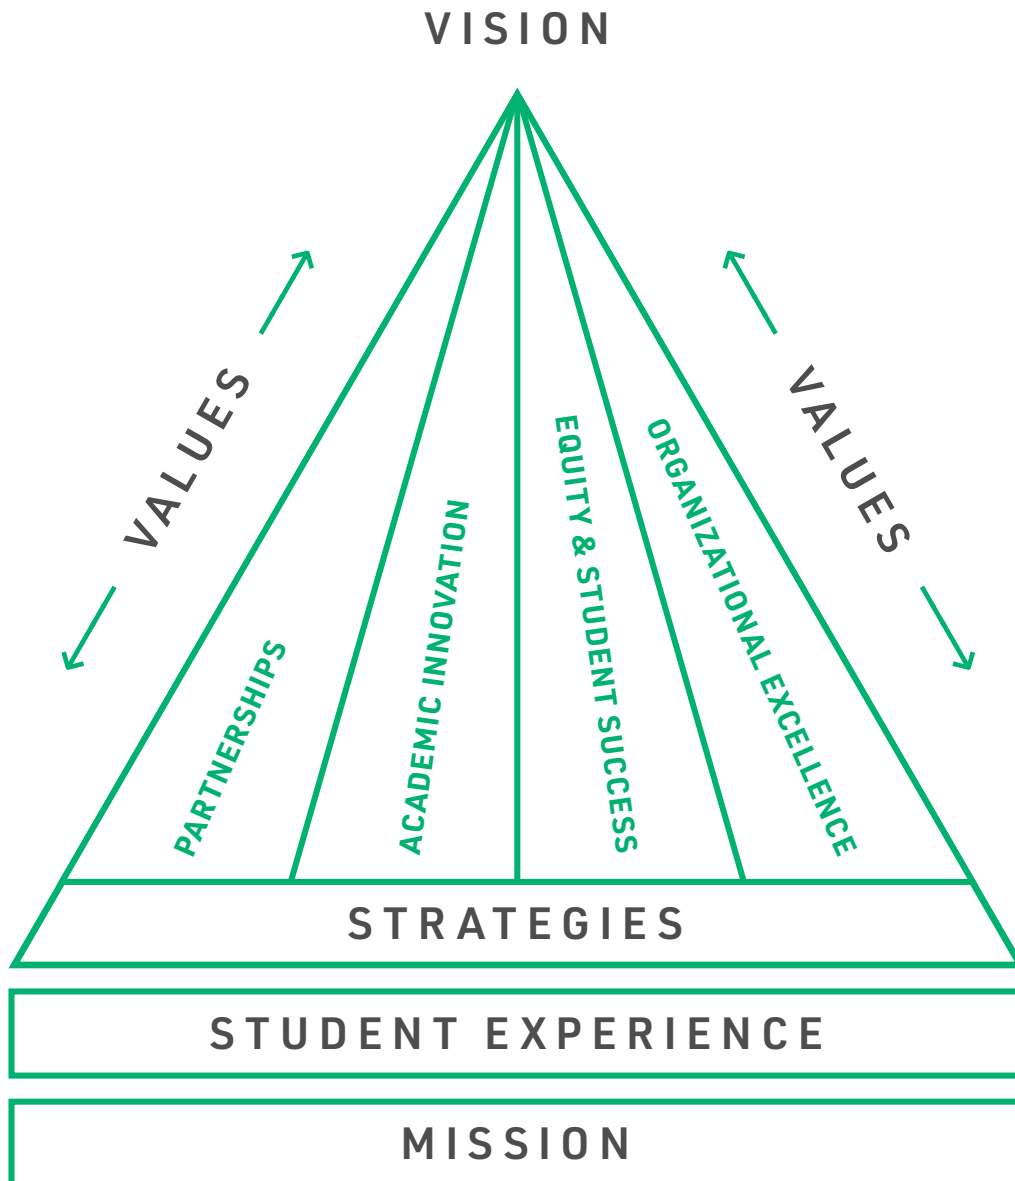 VISION
VALUES
VALUES
PARTNERSHIPS
ACADEMIC INNOVATION
EQUITY & STUDENT SUCCESS
ORGANIZATIONAL EXCELLENCE
STRATEGIES
STUDENT EXPERIENCE
MISSION